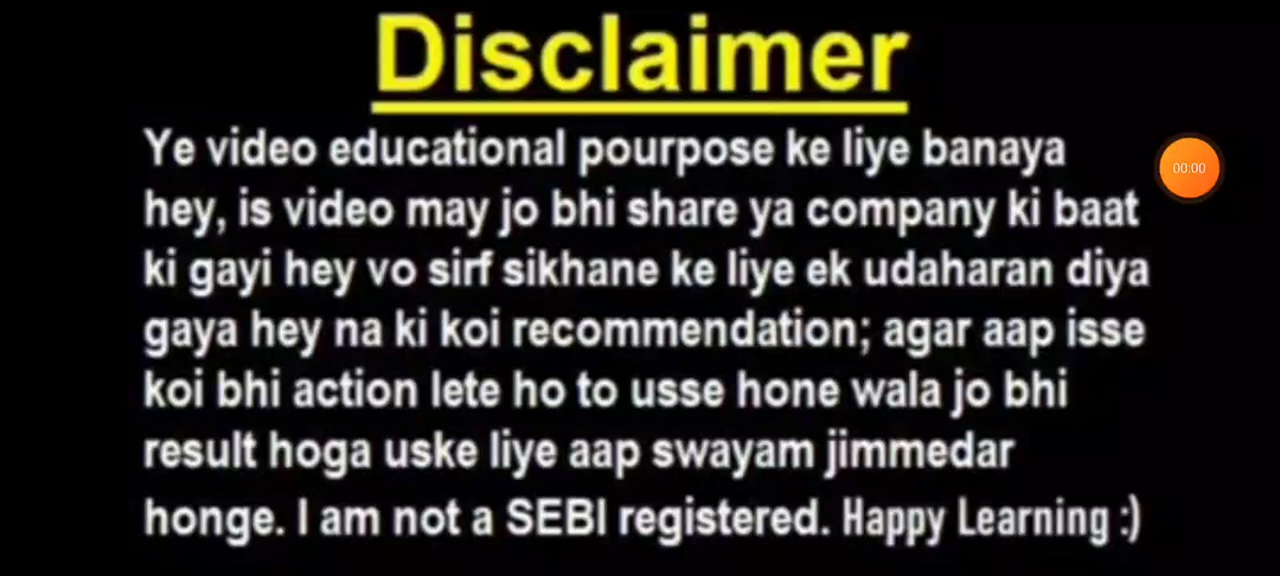 Disclaimer
Ye video educational pourpose ke liye banaya
hey, is video may jo bhi share ya company ki baat
ki gayi hey vo sirf sikhane ke liye ek udaharan diya
gaya hey na ki koi recommendation; agar aap isse
koi bhi action lete ho to usse hone wala jo bhi
result hoga uske liye aap swayam jimmedar
honge. I am not a SEBI registered. Happy Learning :)
00:00